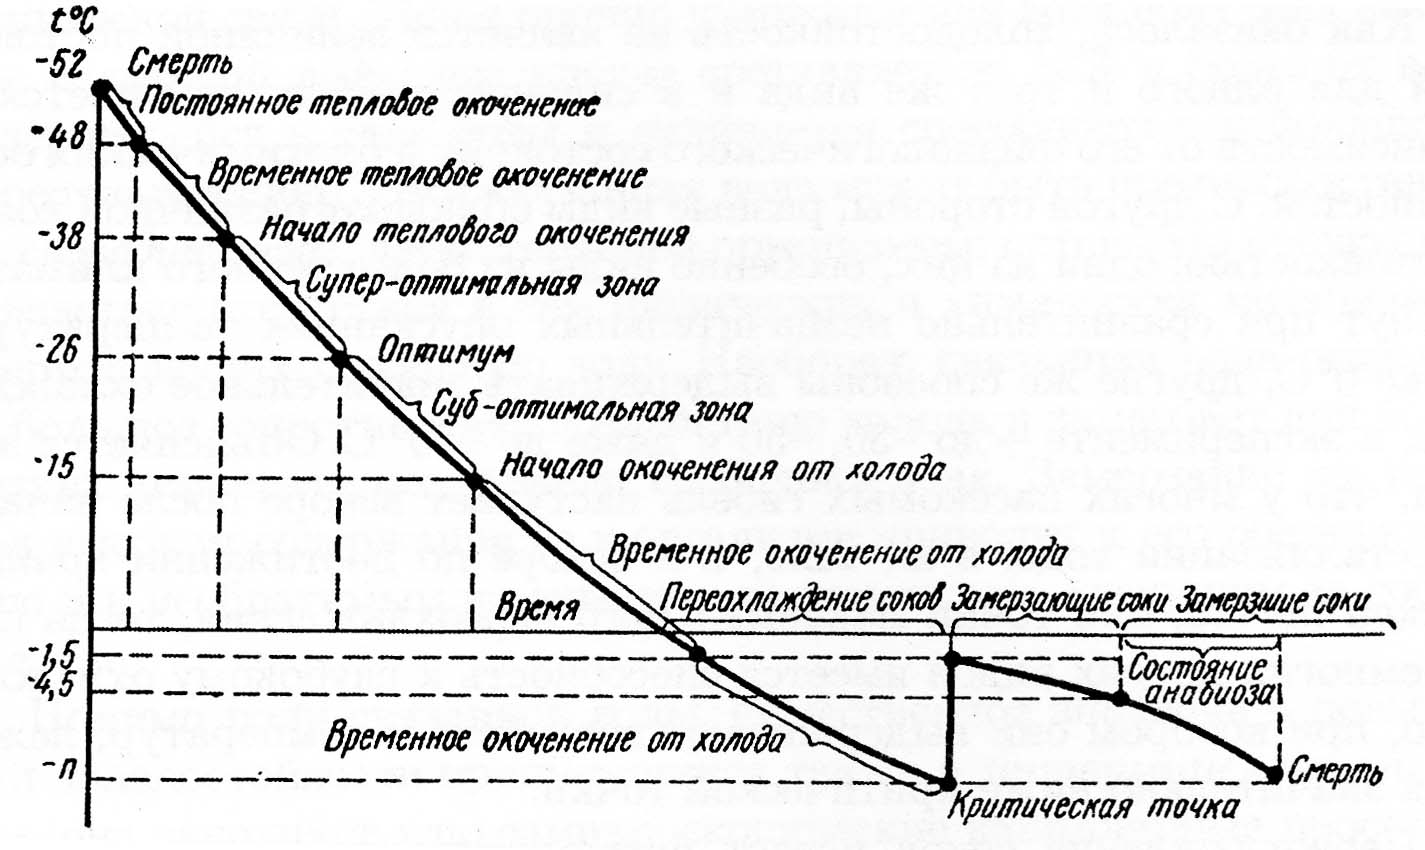 t°C
-52
Смерть
Постоянное тепловое окоченение
-48
Временное тепловое окоченение
-38
Начало теплового окоченения
Супер-оптимальная зона
-26
Оптимум
Суб-оптимальная зона
-15
Начало окоченения от холода
Временное окоченение от холода
Время
Переохлаждение соков
Замерзающие соки
Замерзшие соки
-1,5
Состояние
анабиоза
-4,5
Временное окоченение от холода
-п
Смерть
Критическая точка